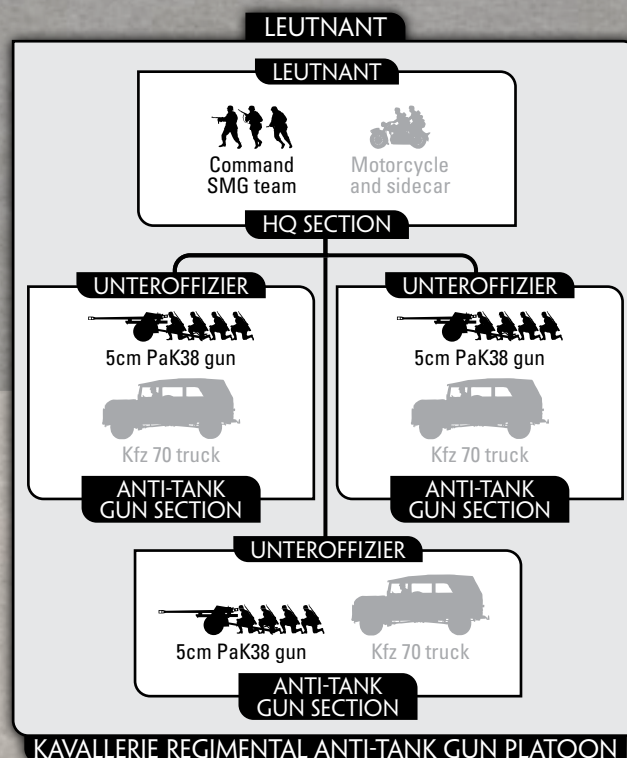 LEUTNANT
LEUTNANT
Command
SMG team
Motorcycle
and sidecar
HQ SECTION
UNTEROFFIZIER
5cm PaK38 gun
Kfz 70 truck
ANTI-TANK
GUN SECTION
UNTEROFFIZIER
5cm PaK38 gun
Kfz 70 truck
ANTI-TANK
GUN SECTION
UNTEROFFIZIER
5cm PaK38 gun
Kfz 70 truck
ANTI-TANK
GUN SECTION
KAVALLERIE REGIMENTAL ANTI-TANK GUN PLATOON